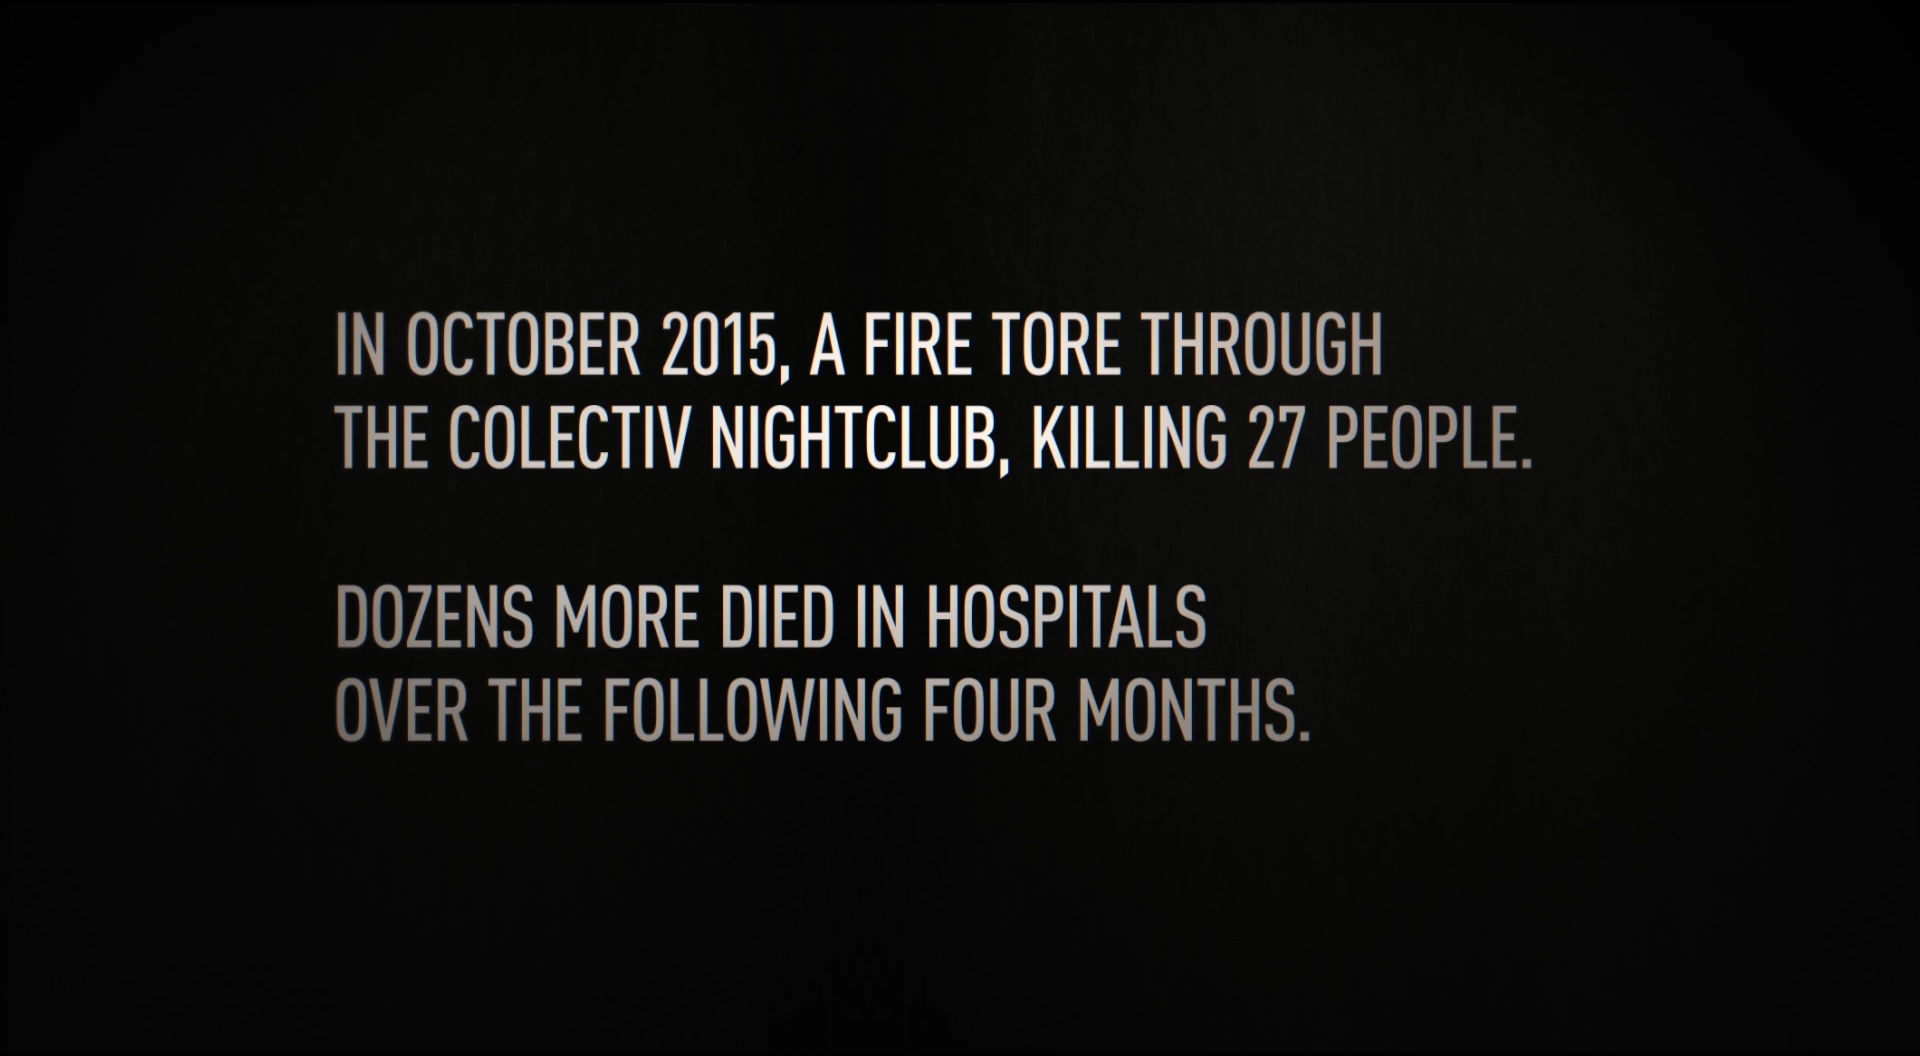 IN OCTOBER 2015, A FIRE TORE THROUGH
THE COLECTIV NIGHTCLUB, KILLING 27 PEOPLE.
DOZENS MORE DIED IN HOSPITALS
OVER THE FOLLOWING FOUR MONTHS.